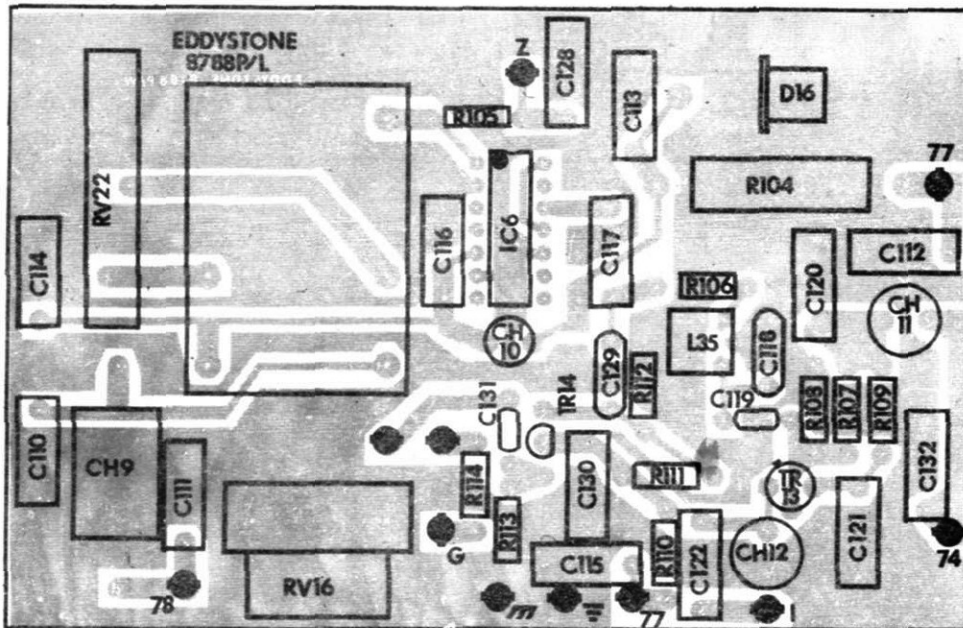 EDDYSTONE
8788P/L
Z
C128
C113
D16
R105
77
RV22
R104
C114
C116
IC6
C117
C120
C112
R106
CH
11
CH
10
L35
C118
C129
R112
TR14
C131
C119
R108
R107
R109
C110
CH9
C111
R114
C130
R111
TR
13
C132
R113
G
C115
R110
C122
CH12
C121
74
78
RV16
77
I